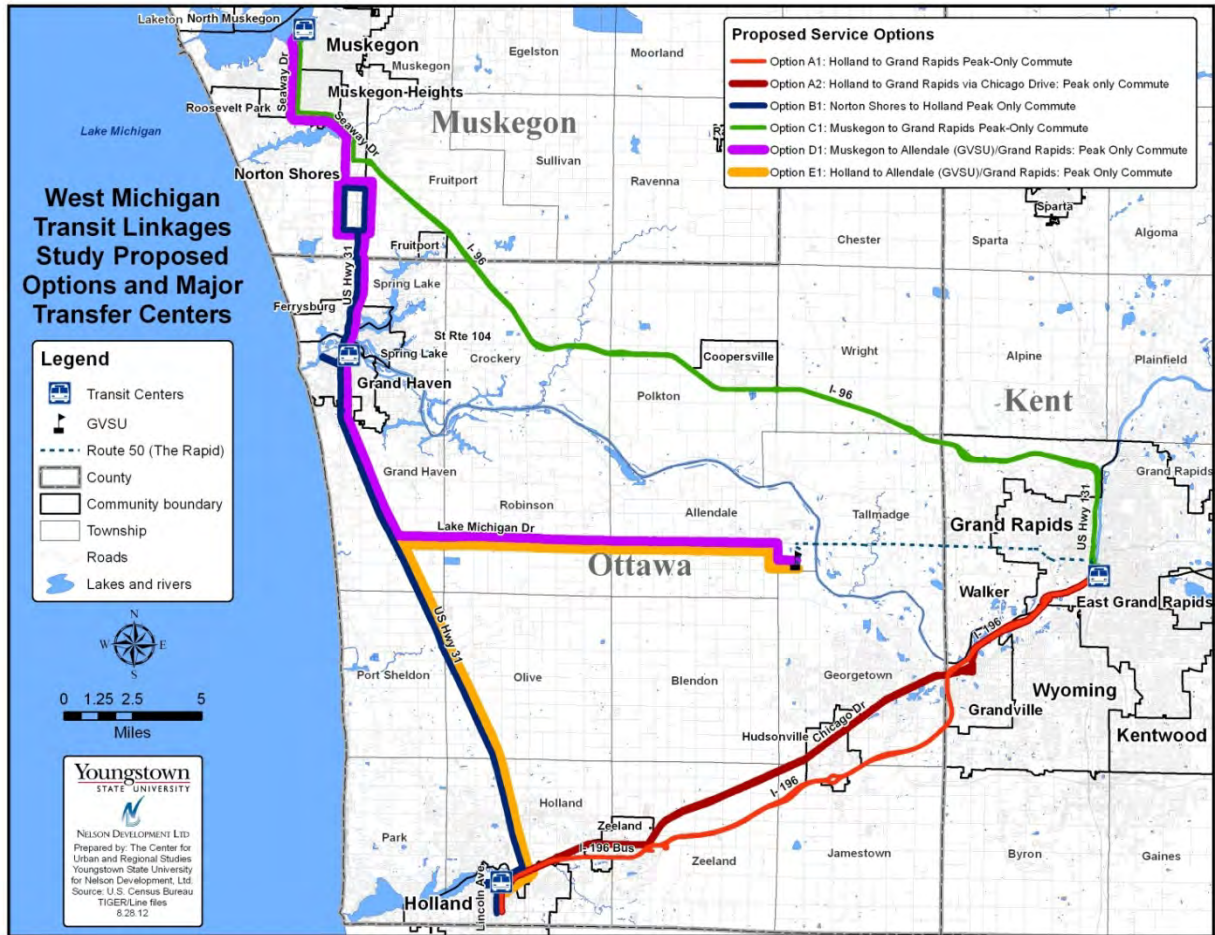 Laketon
North Muskegon
Muskegon
Egelston
Moorland
Muskegon
Muskegon-Heights
Seaway Dr
Roosevelt Park
Seaway Dr
Lake Michigan
Muskegon
Sullivan
Norton Shores
Fruitport
Ravenna
Proposed Service Options
Option A1: Holland to Grand Rapids Peak-Only Commute
Option A2: Holland to Grand Rapids via Chicago Drive: Peak only Commute
Option B1: Norton Shores to Holland Peak Only Commute
Option C1: Muskegon to Grand Rapids Peak-Only Commute
Option D1: Muskegon to Allendale (GVSU)/Grand Rapids: Peak Only Commute
Option E1: Holland to Allendale (GVSU)/Grand Rapids: Peak Only Commute
Sparta
West Michigan
Transit Linkages
Study Proposed
Options and Major
Transfer Centers
Chester
Sparta
Algoma
Fruitport
I-96
US Hwy 31
Spring Lake
Ferrysburg
St Rte 104
Spring Lake
Crockery
Coopersville
Wright
Alpine
Plainfield
Grand Haven
Polkton
I-96
Kent
Legend
Transit Centers
GVSU
Route 50 (The Rapid)
County
Community boundary
Township
Roads
Lakes and rivers
Grand Haven
Robinson
Allendale
Tallmadge
Grand Rapids
Grand Rapids
US Hwy 131
Lake Michigan Dr
Ottawa
Walker
East Grand Rapids
I-196
N
W
E
S
US Hwy 31
Port Sheldon
Olive
Blendon
Georgetown
Wyoming
Grandville
Kentwood
0 1.25 2.5 5
Miles
Hudsonville
Chicago Dr
I-196
Youngstown
STATE UNIVERSITY
NELSON DEVELOPMENT LTD
Prepared by: The Center for
Urban and Regional Studies
Youngstown State University
for Nelson Development, Ltd.
Source: U.S. Census Bureau
TIGER/Line files
8.28.12
Holland
Park
Zeeland
I-196 Bus
Zeeland
Jamestown
Byron
Gaines
Holland
Lincoln Ave